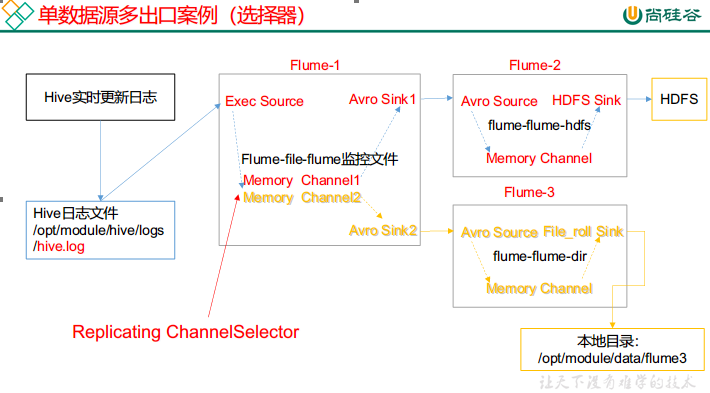 单数据源多出口案例（选择器）
尚硅谷
Flume-1
Flume-2
Hive实时更新日志
Exec Source
Avro Sink1
Avro Source
HDFS Sink
HDFS
flume-flume-hdfs
Flume-file-flume监控文件
Memory Channel
Memory Channel1
Memory Channel2
Flume-3
Hive日志文件
/opt/module/hive/logs
/hive.log
Avro Sink2
Avro Source
File_roll Sink
flume-flume-dir
Memory Channel
Replicating ChannelSelector
本地目录：
/opt/module/data/flume3
让天下没有难学的技术